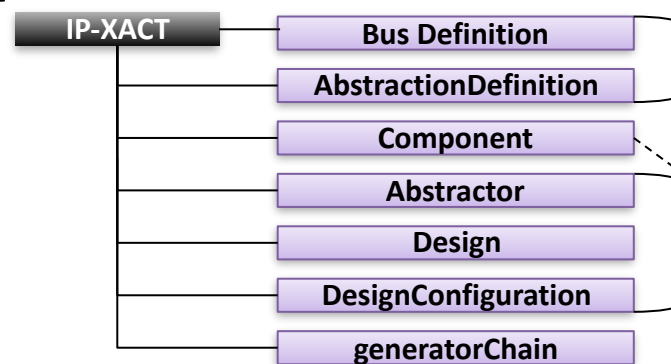 IP-XACT
Bus Definition
AbstractionDefinition
Component
Abstractor
Design
DesignConfiguration
generatorChain